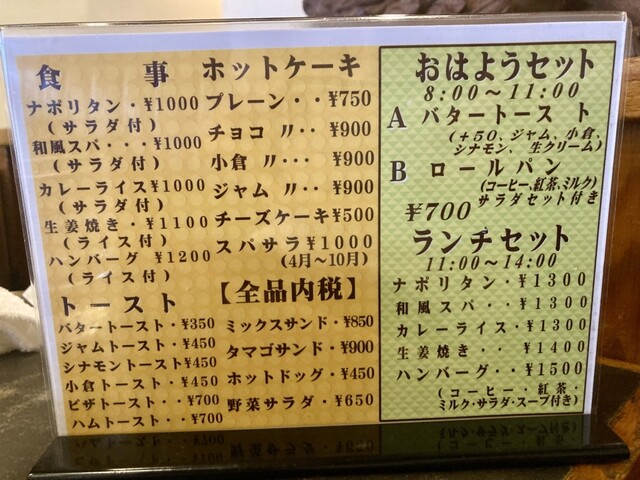 食事
ナポリタン・¥1000
(サラダ付)
和風スパ・・・¥1000
(サラダ付)
カレーライス¥1000
(サラダ付)
生姜焼き・¥1100
(ライス付)
ハンバーグ ¥1200
(ライス付)
トースト
バタートースト・¥350
ジャムトースト・¥450
シナモントースト¥450
小倉トースト・¥450
ピザトースト・・¥700
ハムトースト・・¥700
ホットケーキ
プレーン・・¥750
チョコ 〃・・¥900
小倉 〃・・・¥900
ジャム 〃・・¥900
チーズケーキ¥500
スパサラ¥1000
(4月〜10月)
【全品内税】
ミックスサンド・¥850
タマゴサンド・¥900
ホットドッグ・¥450
野菜サラダ・¥650
おはようセット
8:00〜11:00
A バタートースト
(+50、ジャム、小倉、
シナモン、生クリーム)
B ロールパン
(コーヒー,紅茶,ミルク)
¥700 サラダセット付き
ランチセット
11:00〜14:00
ナポリタン・・¥1300
和風スパ・・・¥1300
カレーライス・¥1300
生姜焼き・・¥1400
ハンバーグ・・¥1500
(コーヒー・紅茶・
ミルク・サラダ・スープ付き)